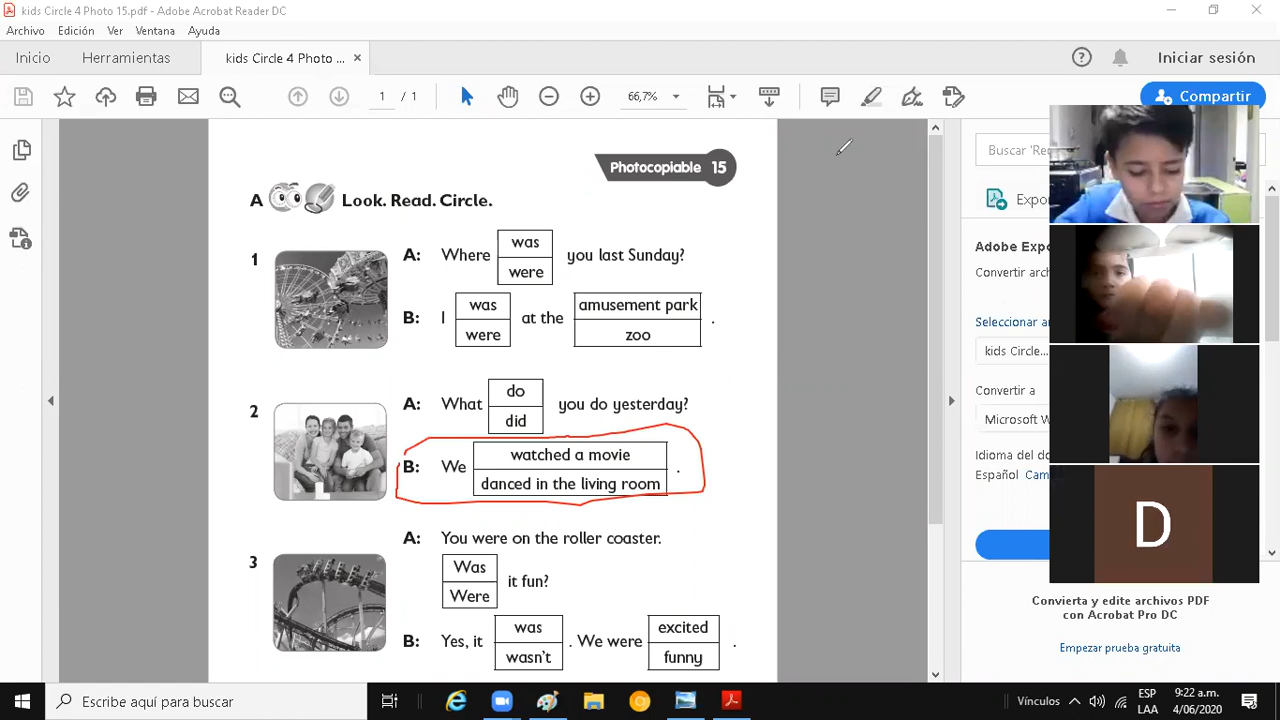 kids Circle 4 Photo 15.pdf - Adobe Acrobat Reader DC
Archivo Edición Ver Ventana Ayuda
Inicio Herramientas kids Circle 4 Photo ... × Iniciar sesión
1 / 1 66,7% Compartir
Photocopiable 15
Buscar 'Re
A Look. Read. Circle.
Expor
1 A: Where was you last Sunday?
were
B: I was at the amusement park .
were zoo
Adobe Expo
Convertir arch
Seleccionar ar
kids Circle...
2 A: What do you do yesterday?
did
B: We watched a movie .
danced in the living room
Convertir a
Microsoft W
Idioma del do
Español Cam
3 A: You were on the roller coaster.
Was it fun?
Were
B: Yes, it was . We were excited .
wasn't funny
D
Convierta y edite archivos PDF
con Acrobat Pro DC
Empezar prueba gratuita
Escribe aquí para buscar
Vínculos ESP 9:22 a.m.
LAA 4/06/2020